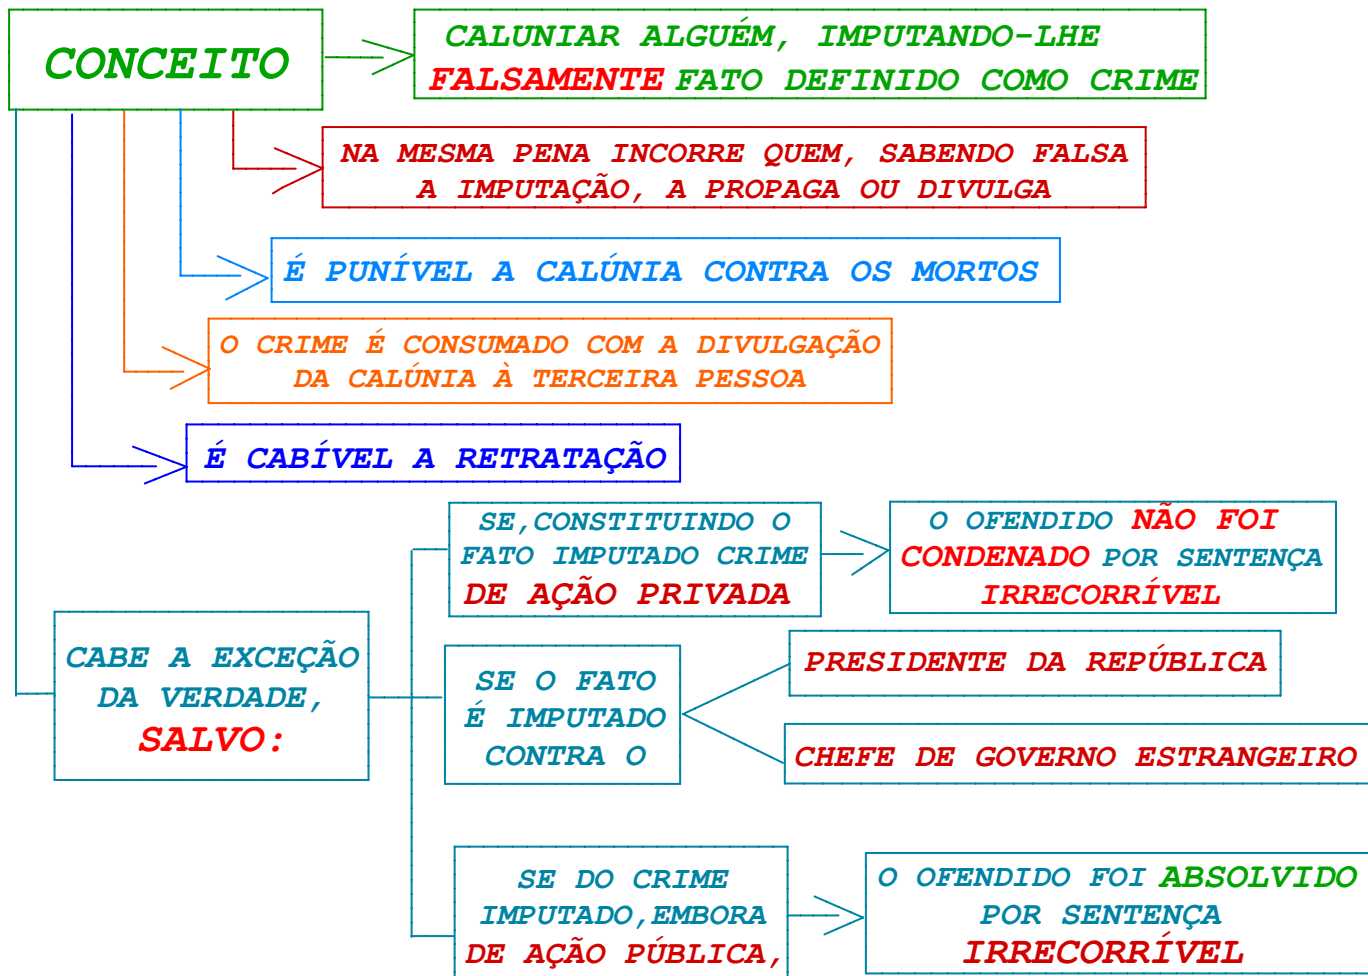 CONCEITO
CALUNIAR ALGUÉM, IMPUTANDO-LHE
FALSAMENTE FATO DEFINIDO COMO CRIME
NA MESMA PENA INCORRE QUEM, SABENDO FALSA
A IMPUTAÇÃO, A PROPAGA OU DIVULGA
É PUNÍVEL A CALÚNIA CONTRA OS MORTOS
O CRIME É CONSUMADO COM A DIVULGAÇÃO
DA CALÚNIA À TERCEIRA PESSOA
É CABÍVEL A RETRATAÇÃO
CABE A EXCEÇÃO
DA VERDADE,
SALVO:
SE,CONSTITUINDO O
FATO IMPUTADO CRIME
DE AÇÃO PRIVADA
O OFENDIDO NÃO FOI
CONDENADO POR SENTENÇA
IRRECORRÍVEL
SE O FATO
É IMPUTADO
CONTRA O
PRESIDENTE DA REPÚBLICA
CHEFE DE GOVERNO ESTRANGEIRO
SE DO CRIME
IMPUTADO,EMBORA
DE AÇÃO PÚBLICA,
O OFENDIDO FOI ABSOLVIDO
POR SENTENÇA
IRRECORRÍVEL